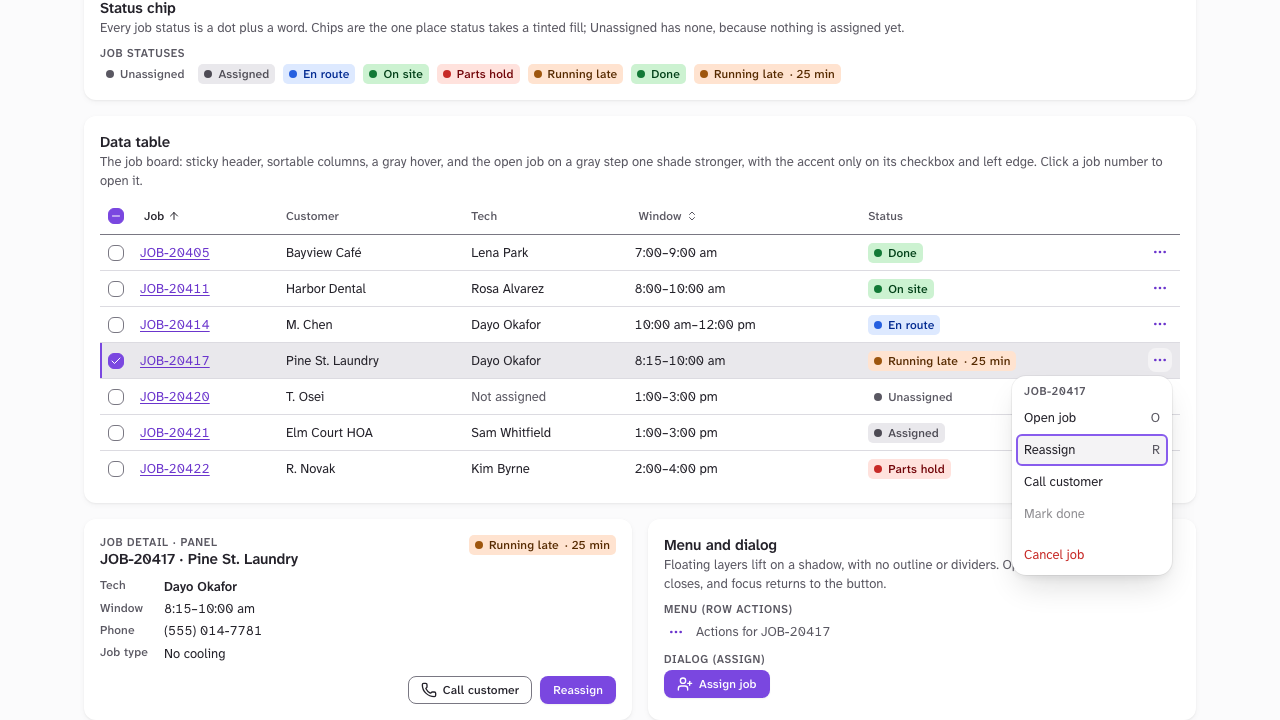 Status chip
Every job status is a dot plus a word. Chips are the one place status takes a tinted fill; Unassigned has none, because nothing is assigned yet.
JOB STATUSES
Unassigned Assigned En route On site Parts hold Running late Done Running late · 25 min
Data table
The job board: sticky header, sortable columns, a gray hover, and the open job on a gray step one shade stronger, with the accent only on its checkbox and left edge. Click a job number to
open it.
Job Customer Tech Window Status
JOB-20405 Bayview Café Lena Park 7:00–9:00 am Done
JOB-20411 Harbor Dental Rosa Alvarez 8:00–10:00 am On site
JOB-20414 M. Chen Dayo Okafor 10:00 am–12:00 pm En route
JOB-20417 Pine St. Laundry Dayo Okafor 8:15–10:00 am Running late · 25 min
JOB-20420 T. Osei Not assigned 1:00–3:00 pm Unassigned
JOB-20421 Elm Court HOA Sam Whitfield 1:00–3:00 pm Assigned
JOB-20422 R. Novak Kim Byrne 2:00–4:00 pm Parts hold
JOB-20417
Open job O
Reassign R
Call customer
Mark done
Cancel job
JOB DETAIL · PANEL
JOB-20417 · Pine St. Laundry
Running late · 25 min
Tech Dayo Okafor
Window 8:15–10:00 am
Phone (555) 014-7781
Job type No cooling
Call customer Reassign
Menu and dialog
Floating layers lift on a shadow, with no outline or dividers.
closes, and focus returns to the button.
MENU (ROW ACTIONS)
Actions for JOB-20417
DIALOG (ASSIGN)
Assign job